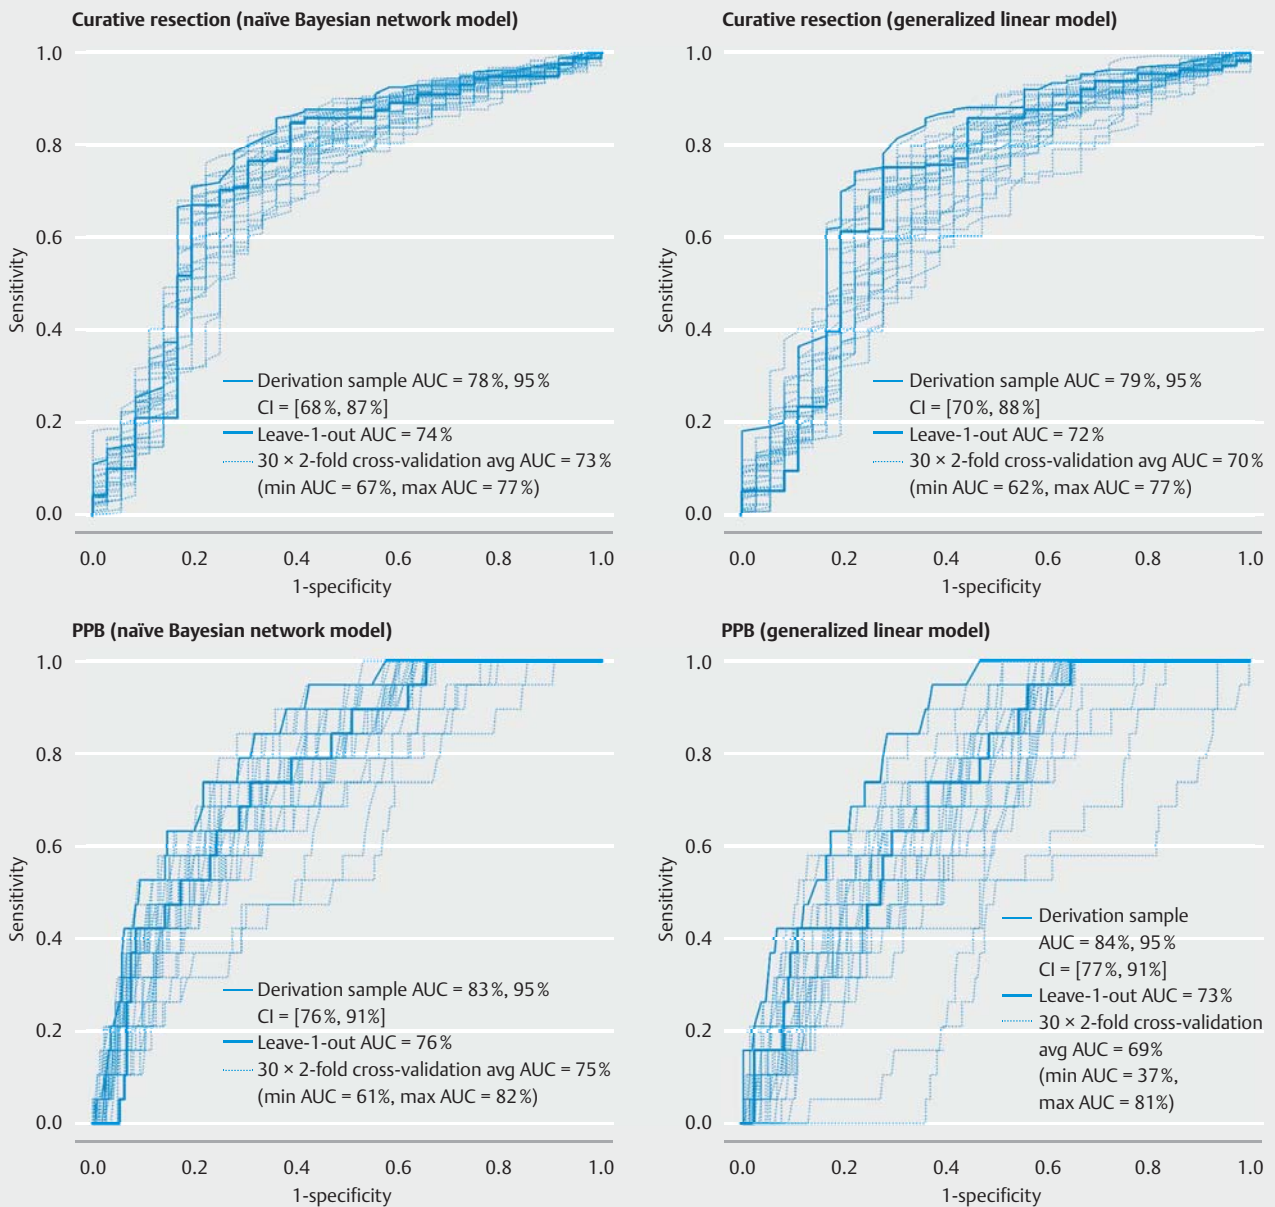 Curative resection (naïve Bayesian network model)
1.0
0.8
0.6
0.4
0.2
0.0
Sensitivity
Derivation sample AUC = 78%, 95%
CI = [68%, 87%]
Leave-1-out AUC = 74%
30 × 2-fold cross-validation avg AUC = 73%
(min AUC = 67%, max AUC = 77%)
0.0 0.2 0.4 0.6 0.8 1.0
1-specificity
Curative resection (generalized linear model)
1.0
0.8
0.6
0.4
0.2
0.0
Sensitivity
Derivation sample AUC = 79%, 95%
CI = [70%, 88%]
Leave-1-out AUC = 72%
30 × 2-fold cross-validation avg AUC = 70%
(min AUC = 62%, max AUC = 77%)
0.0 0.2 0.4 0.6 0.8 1.0
1-specificity
PPB (naïve Bayesian network model)
1.0
0.8
0.6
0.4
0.2
0.0
Sensitivity
Derivation sample AUC = 83%, 95%
CI = [76%, 91%]
Leave-1-out AUC = 76%
30 × 2-fold cross-validation avg AUC = 75%
(min AUC = 61%, max AUC = 82%)
0.0 0.2 0.4 0.6 0.8 1.0
1-specificity
PPB (generalized linear model)
1.0
0.8
0.6
0.4
0.2
0.0
Sensitivity
Derivation sample
AUC = 84%, 95%
CI = [77%, 91%]
Leave-1-out AUC = 73%
30 × 2-fold cross-validation
avg AUC = 69%
(min AUC = 37%,
max AUC = 81%)
0.0 0.2 0.4 0.6 0.8 1.0
1-specificity